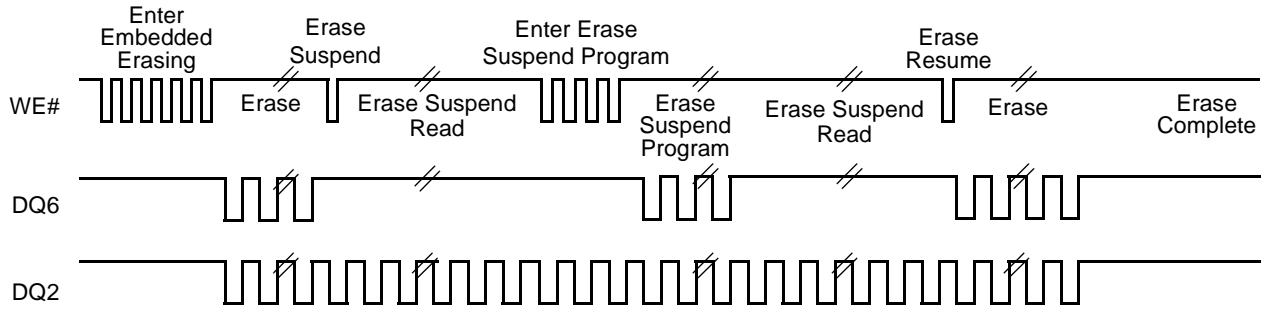 Enter
Embedded
Erasing
Erase
Suspend
Enter Erase
Suspend Program
Erase
Resume
WE#
Erase
Erase Suspend
Read
Erase
Suspend
Program
Erase Suspend
Read
Erase
Erase
Complete
DQ6
DQ2